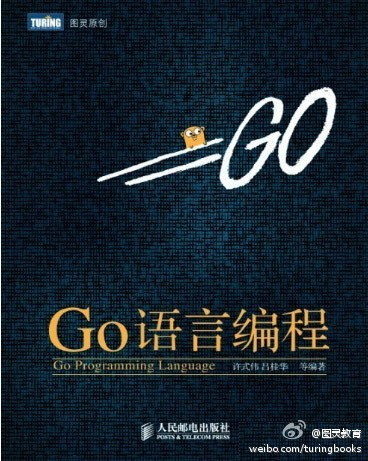 TURING 图灵原创
GO
Go语言编程
Go Programming Language 许式伟 吕桂华 等编著
人民邮电出版社
POSTS & TELECOM PRESS
@图灵教育
weibo.com/turingbooks